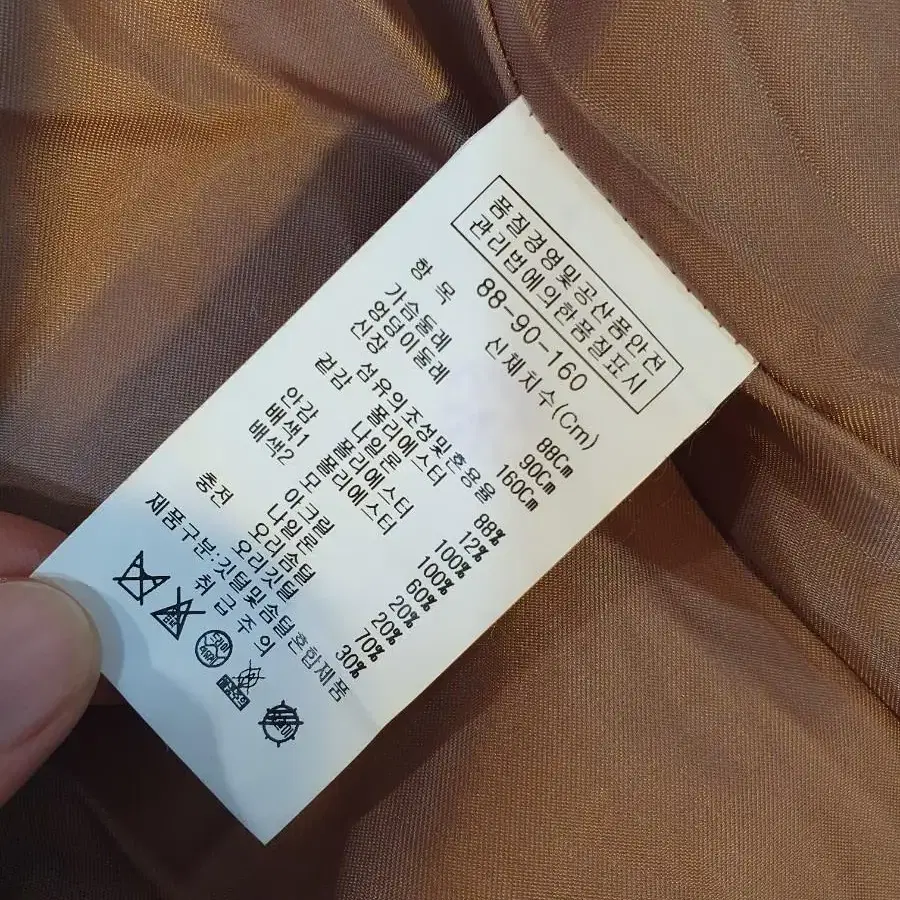 품질경영및공산품안전
관리법에의한품질표시
88-90-160
항 목 신체치수(Cm)
가슴둘레 88Cm
엉덩이둘레 90Cm
신장 160Cm
섬유의조성및혼용율
겉감 폴리에스터 88%
나일론 12%
안감 폴리에스터 100%
배색1 폴리에스터 100%
배색2 모 60%
아크릴 20%
나일론 20%
충전 오리솜털 70%
오리깃털 30%
제품구분:깃털및솜털혼합제품
취 급 주 의
드라이